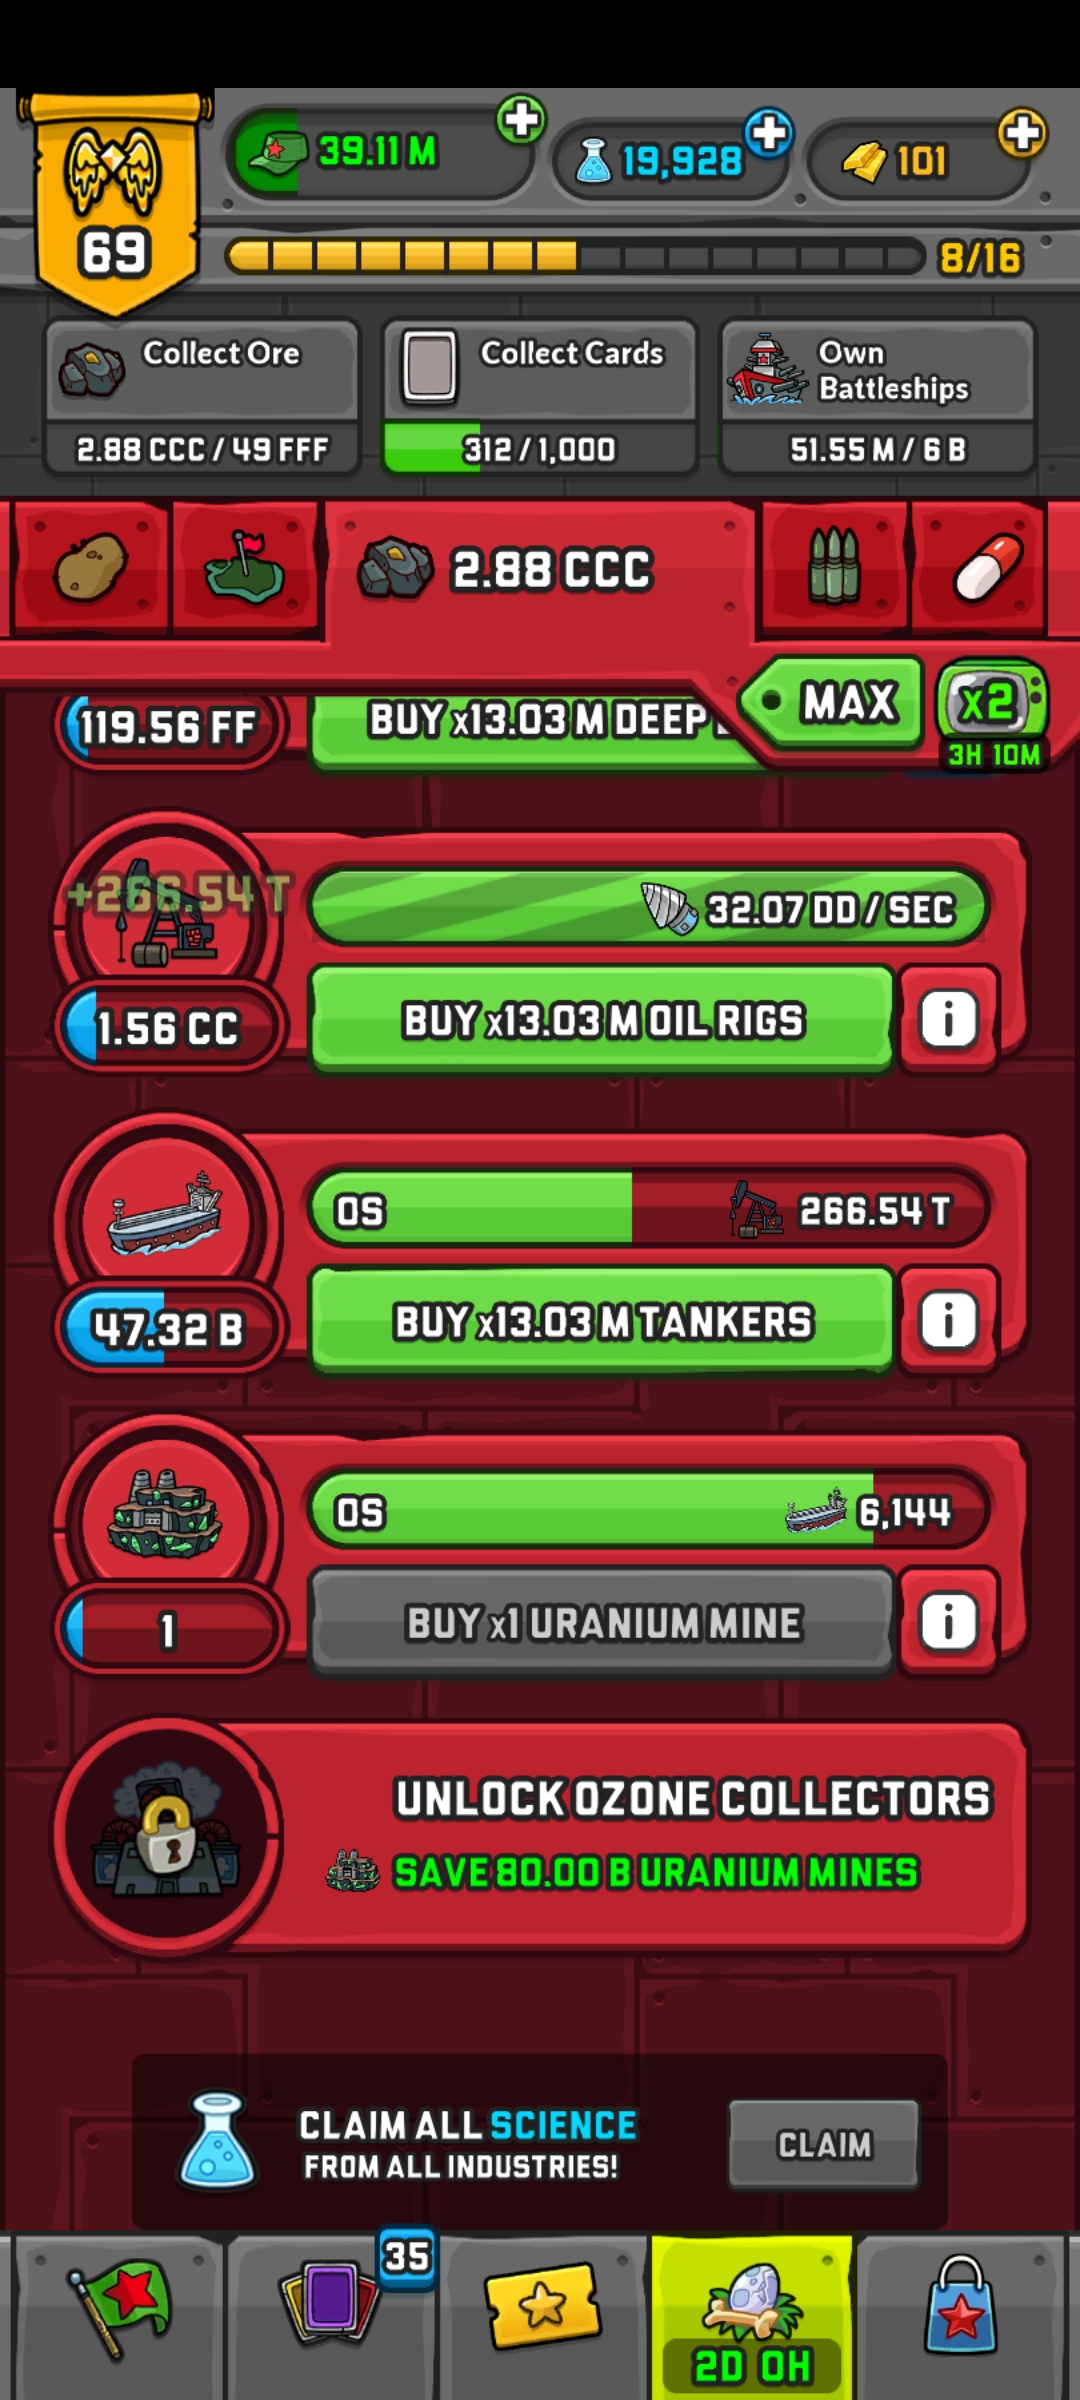 39.11 M
19,928
101
69
8/16
Collect Ore
2.88 CCC / 49 FFF
Collect Cards
312 / 1,000
Own
Battleships
51.55 M / 6 B
2.88 CCC
MAX
x2
3H 10M
119.56 FF
BUY x13.03 M DEEP
+266.54 T
32.07 DD / SEC
1.56 CC
BUY x13.03 M OIL RIGS
i
0S
266.54 T
47.32 B
BUY x13.03 M TANKERS
i
0S
6,144
1
BUY x1 URANIUM MINE
i
UNLOCK OZONE COLLECTORS
SAVE 80.00 B URANIUM MINES
CLAIM ALL SCIENCE
FROM ALL INDUSTRIES!
CLAIM
35
2D 0H